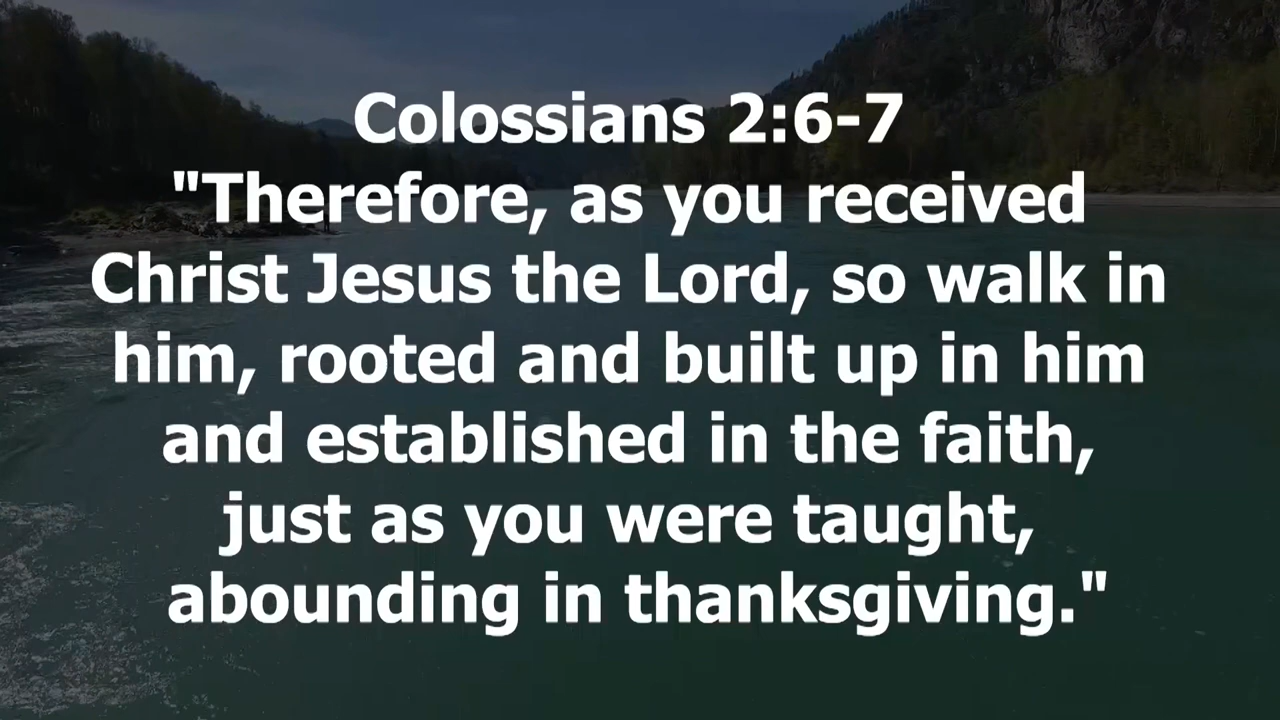 Colossians 2:6-7
"Therefore, as you received
Christ Jesus the Lord, so walk in
him, rooted and built up in him
and established in the faith,
just as you were taught,
abounding in thanksgiving."